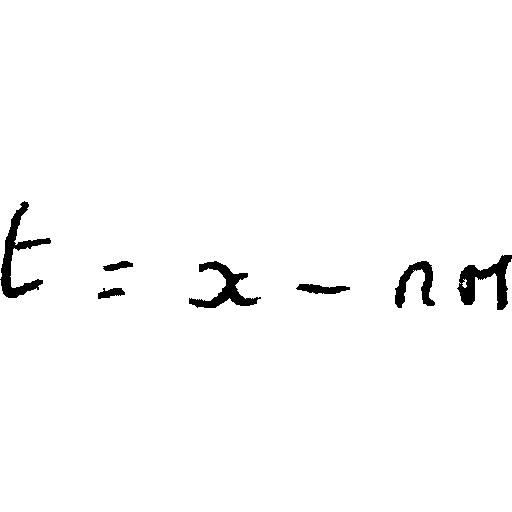 t = x - nM